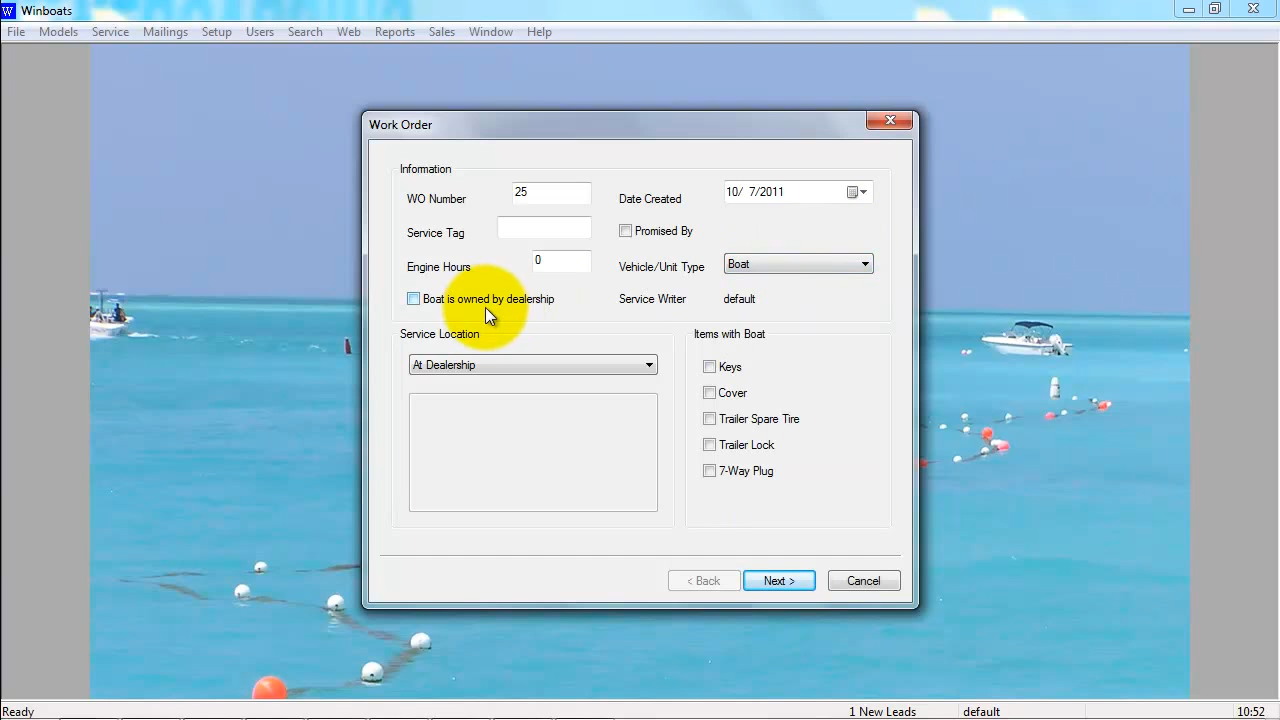 W Winboats
File Models Service Mailings Setup Users Search Web Reports Sales Window Help
Work Order
Information
WO Number 25 Date Created 10/ 7/2011
Service Tag Promised By
Engine Hours 0 Vehicle/Unit Type Boat
Boat is owned by dealership Service Writer default
Service Location Items with Boat
At Dealership Keys
Cover
Trailer Spare Tire
Trailer Lock
7-Way Plug
< Back Next > Cancel
Ready 1 New Leads default 10:52